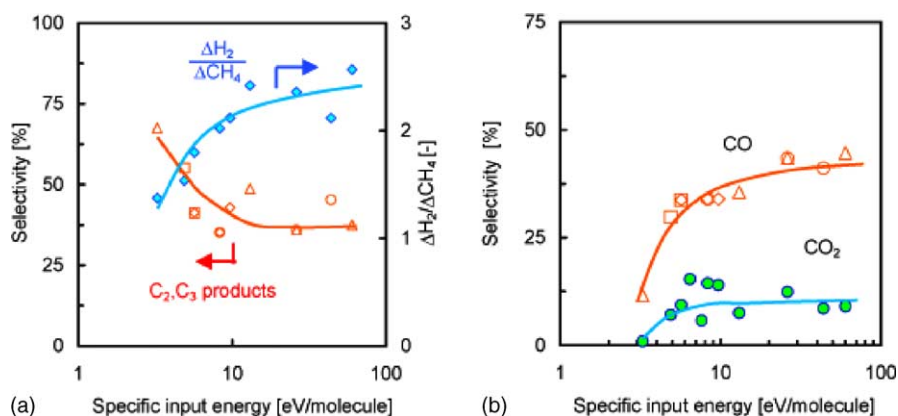 100
75
50
25
0
Selectivity [%]
ΔH2
ΔCH4
3
2
1
0
ΔH2/ΔCH4 [-]
C2,C3 products
1
10
100
Specific input energy [eV/molecule]
(a)
75
50
25
0
Selectivity [%]
CO
CO2
1
10
100
Specific input energy [eV/molecule]
(b)